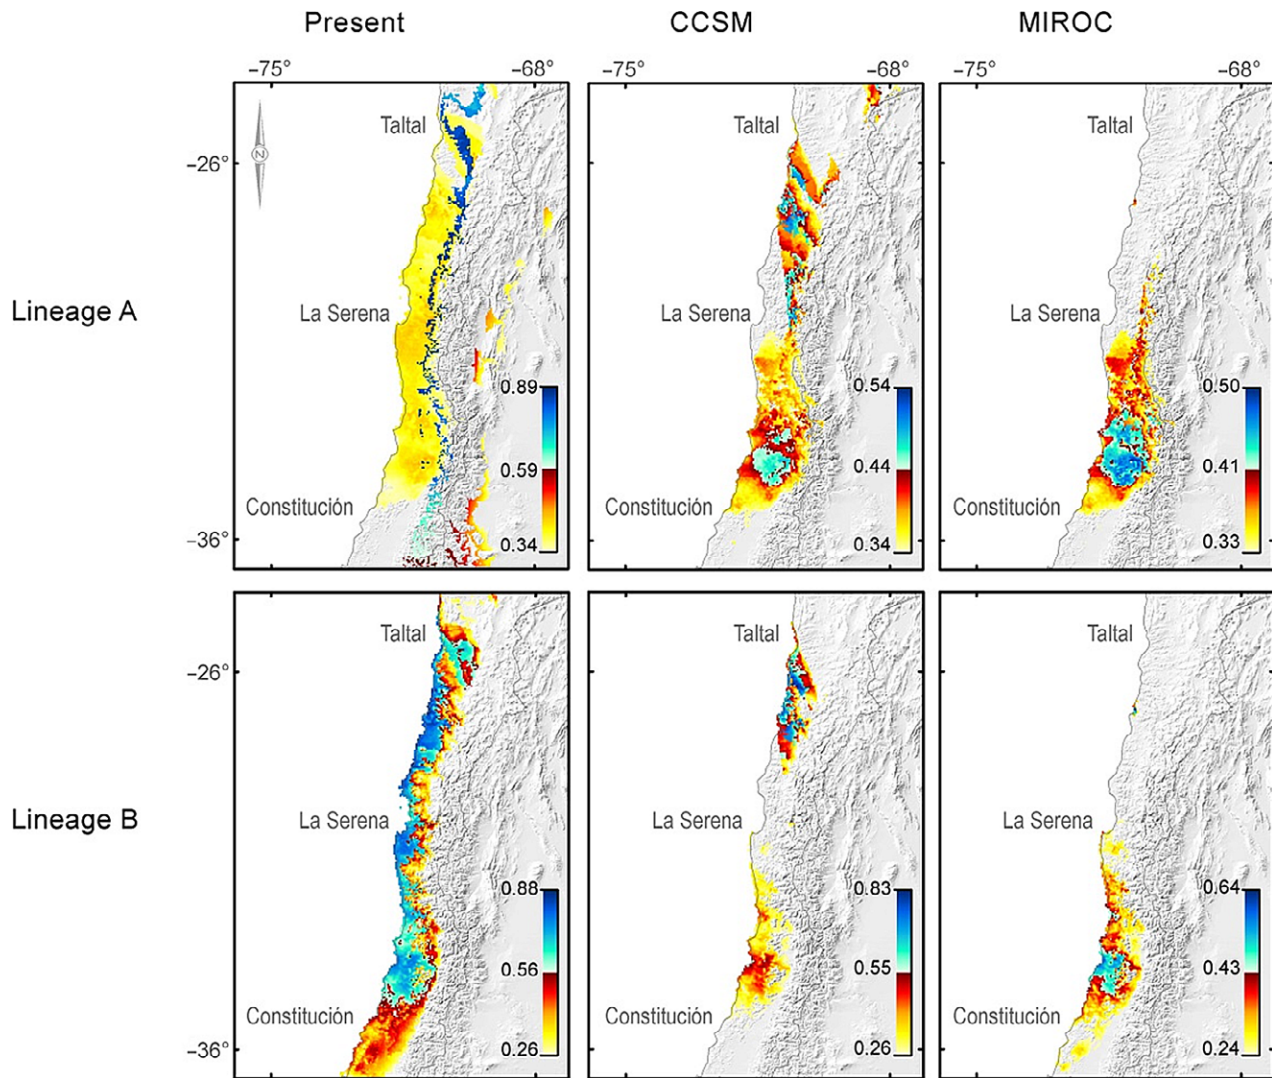 Present CCSM MIROC
−75° −68° −75° −68° −75° −68°
Taltal Taltal Taltal
−26°
Lineage A La Serena La Serena La Serena
0.89 0.54 0.50
0.59 0.44 0.41
Constitución Constitución Constitución
−36° 0.34 0.34 0.33
Taltal Taltal Taltal
−26°
Lineage B La Serena La Serena La Serena
0.88 0.83 0.64
0.56 0.55 0.43
Constitución Constitución Constitución
−36° 0.26 0.26 0.24
N